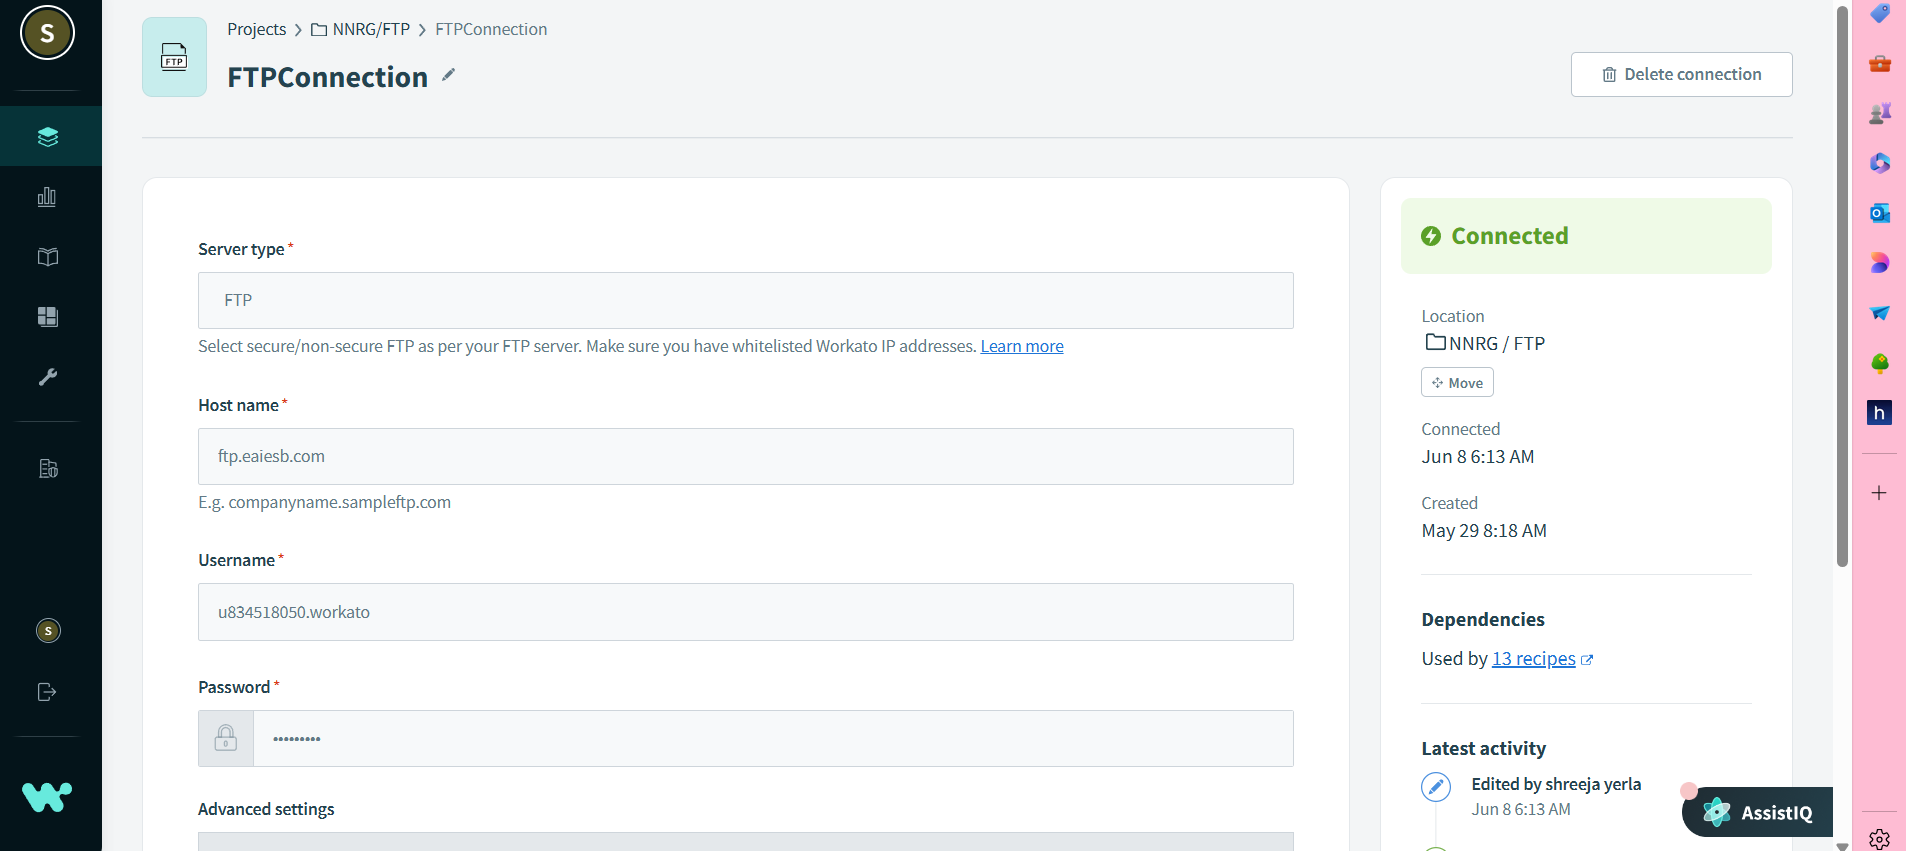 S
Projects > NNRG/FTP > FTPConnection
FTP
FTPConnection
Delete connection
Server type*
FTP
Select secure/non-secure FTP as per your FTP server. Make sure you have whitelisted Workato IP addresses. Learn more
Host name*
ftp.eaiesb.com
E.g. companyname.sampleftp.com
Username*
u834518050.workato
Password*
•••••••••
Advanced settings
Connected
Location
NNRG / FTP
Move
Connected
Jun 8 6:13 AM
Created
May 29 8:18 AM
Dependencies
Used by 13 recipes
Latest activity
Edited by shreeja yerla
Jun 8 6:13 AM
AssistIQ
S
h